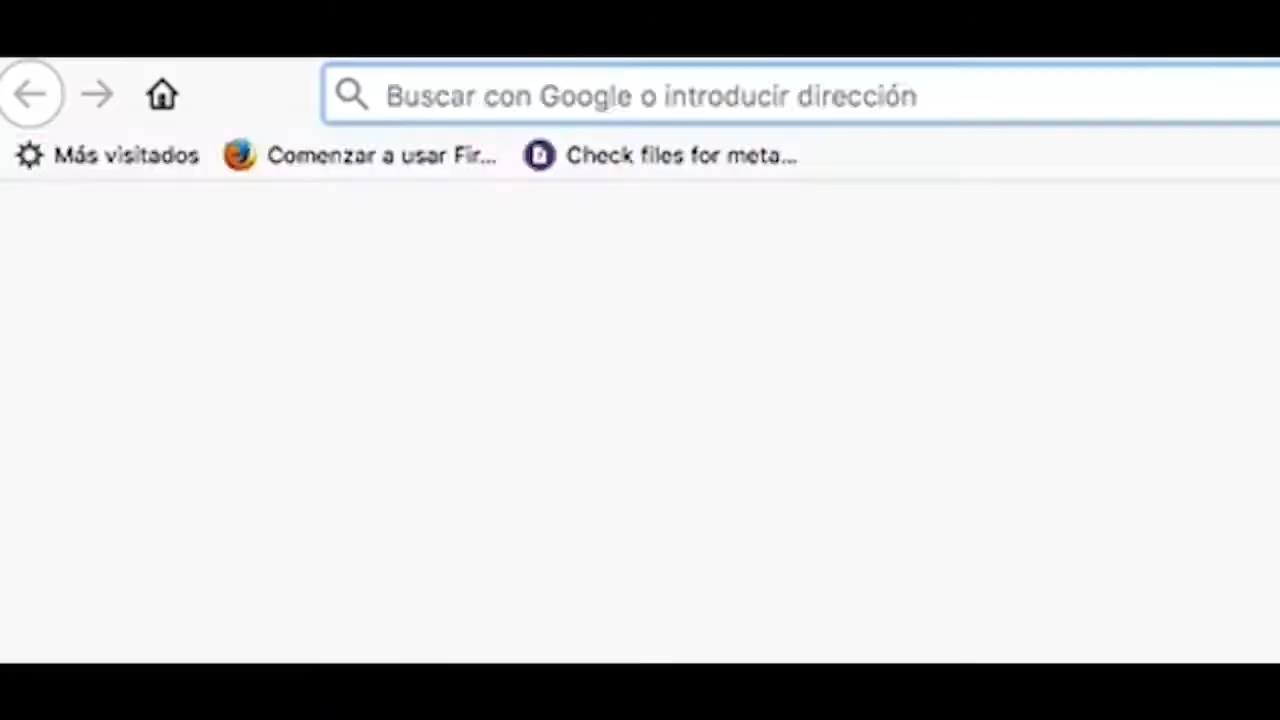 Buscar con Google o introducir dirección
Más visitados Comenzar a usar Fir... Check files for meta...